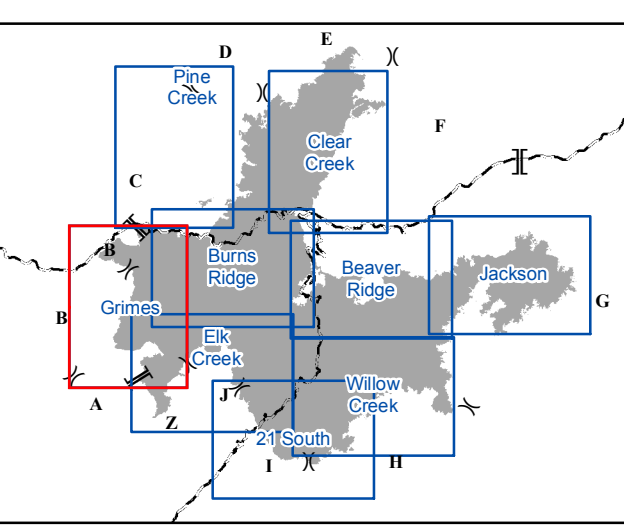 E
D
Pine
Creek
F
Clear
Creek
C
B
Burns
Ridge
Beaver
Ridge
Jackson
G
Grimes
B
Elk
Creek
J
Willow
Creek
A
Z
21 South
I
H